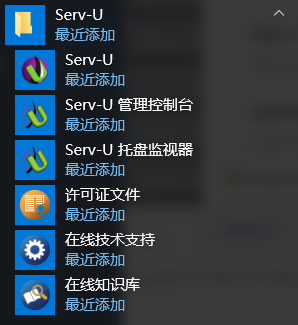 Serv-U
最近添加
Serv-U
最近添加
Serv-U 管理控制台
最近添加
Serv-U 托盘监视器
最近添加
许可证文件
最近添加
在线技术支持
最近添加
在线知识库
最近添加